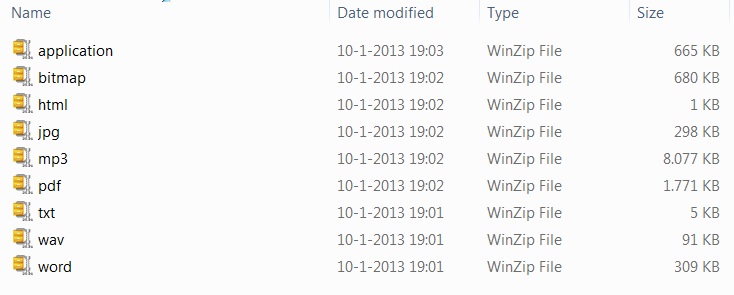 Name Date modified Type Size
application 10-1-2013 19:03 WinZip File 665 KB
bitmap 10-1-2013 19:02 WinZip File 680 KB
html 10-1-2013 19:02 WinZip File 1 KB
jpg 10-1-2013 19:02 WinZip File 298 KB
mp3 10-1-2013 19:02 WinZip File 8.077 KB
pdf 10-1-2013 19:02 WinZip File 1.771 KB
txt 10-1-2013 19:01 WinZip File 5 KB
wav 10-1-2013 19:01 WinZip File 91 KB
word 10-1-2013 19:01 WinZip File 309 KB